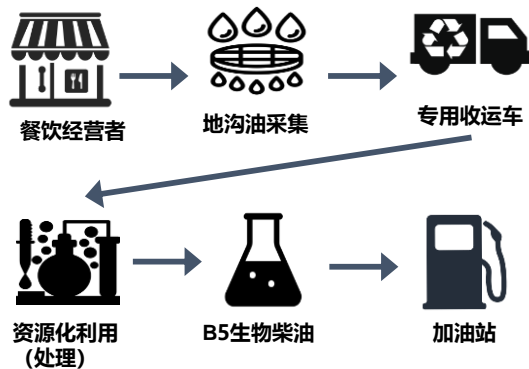 餐饮经营者
地沟油采集
专用收运车
资源化利用
（处理）
B5生物柴油
加油站